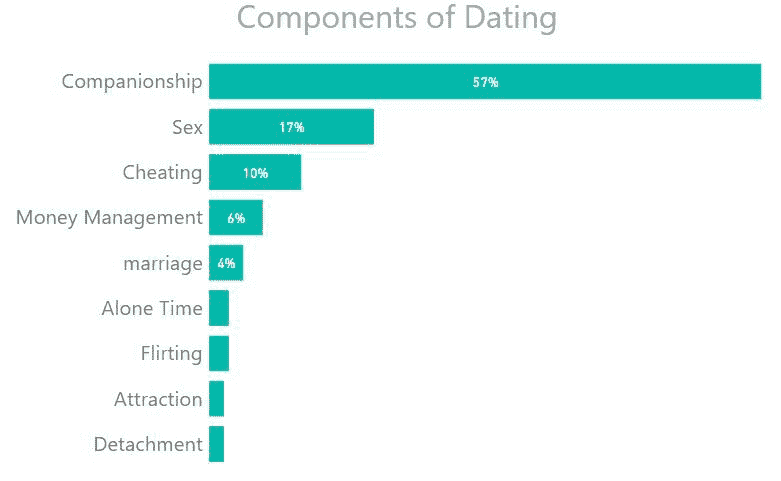 Components of Dating
Companionship 57%
Sex 17%
Cheating 10%
Money Management 6%
marriage 4%
Alone Time
Flirting
Attraction
Detachment